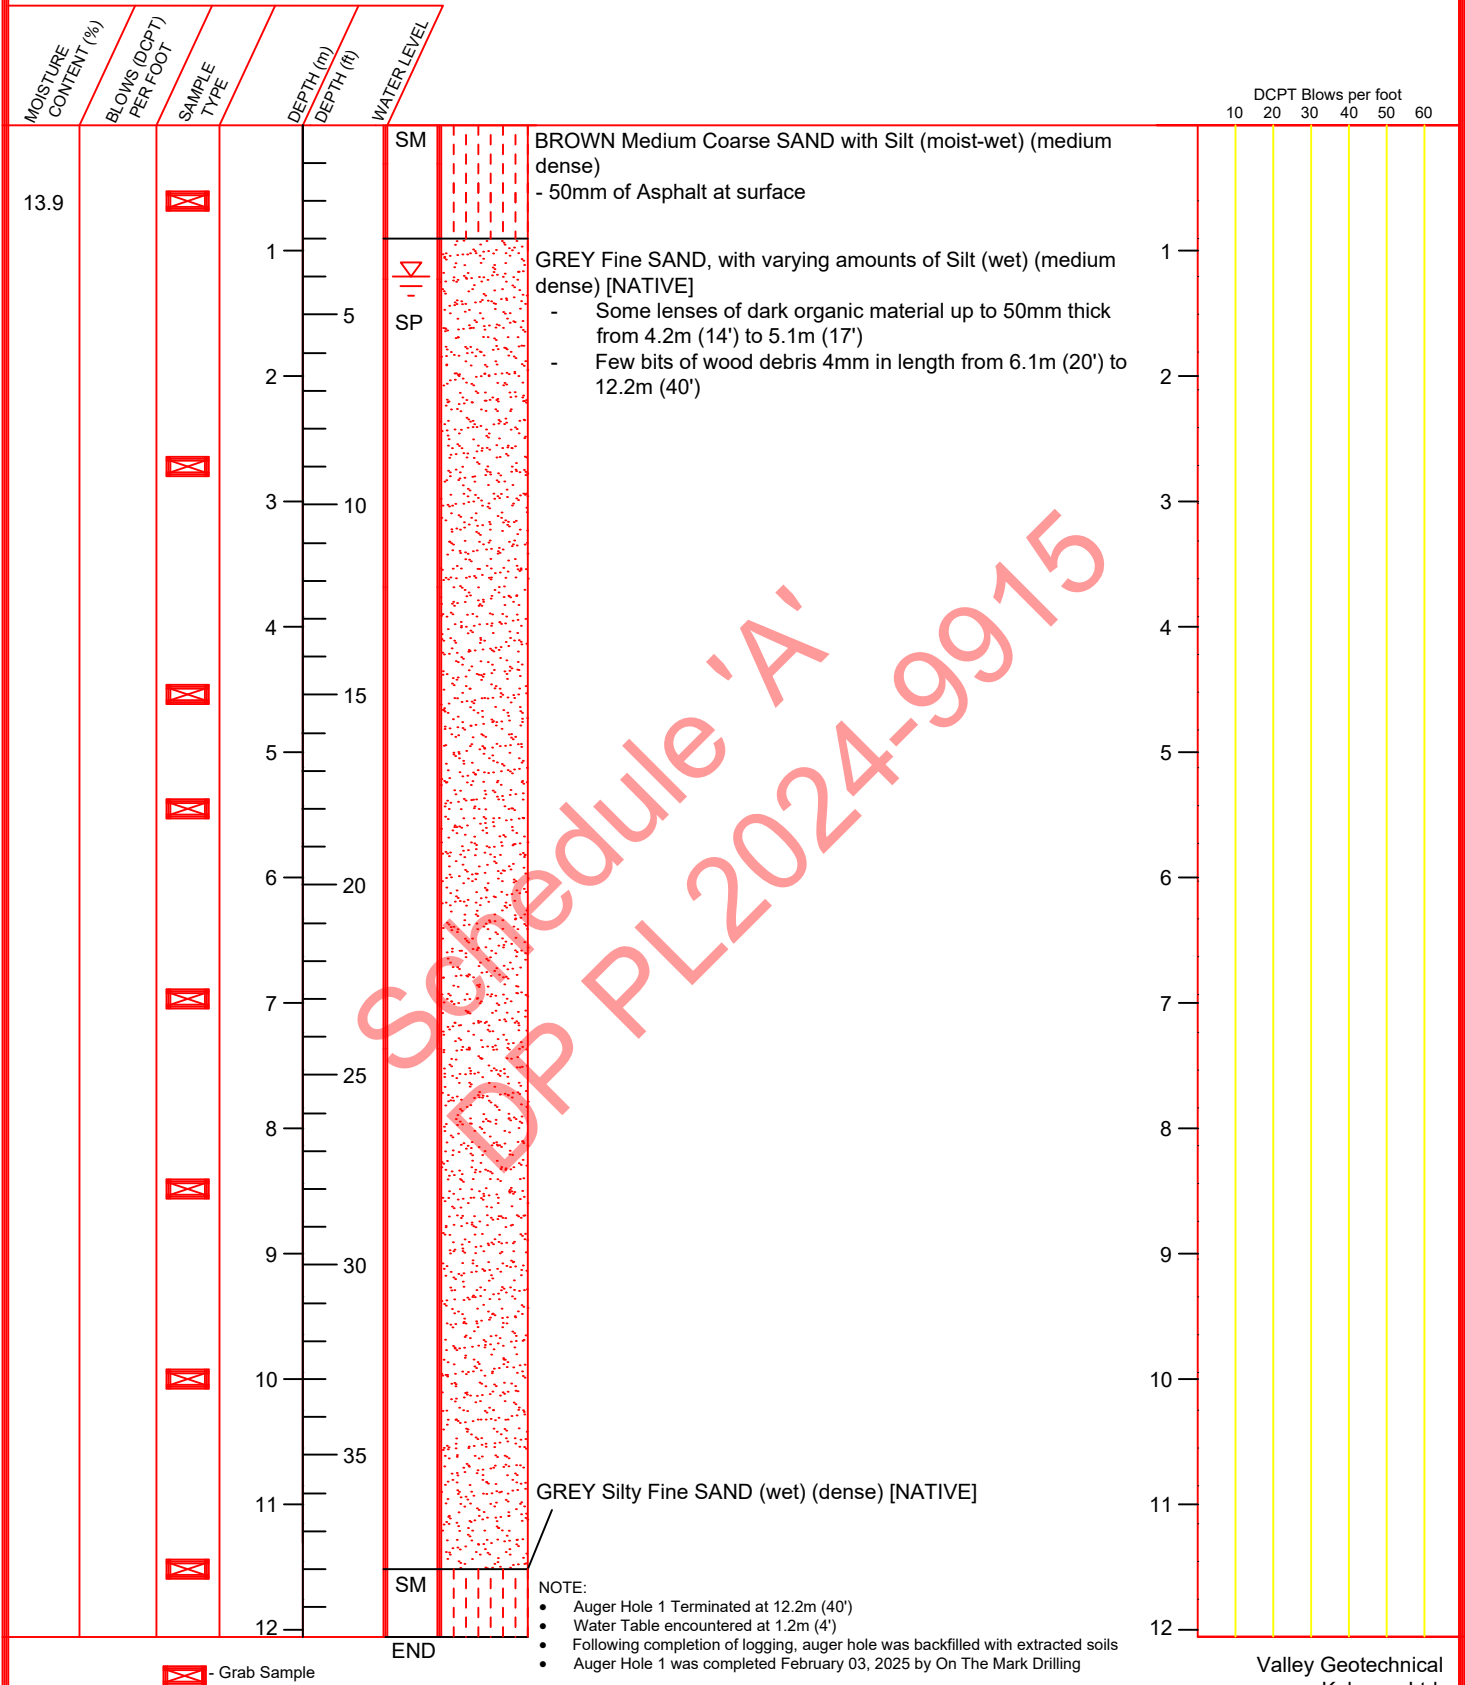 MOISTURE
CONTENT (%)
BLOWS (DCPT)
PER FOOT
SAMPLE
TYPE
DEPTH (m)
DEPTH (ft)
WATER LEVEL
DCPT Blows per foot
10 20 30 40 50 60
SM
BROWN Medium Coarse SAND with Silt (moist-wet) (medium
dense)
- 50mm of Asphalt at surface
13.9
1
1
GREY Fine SAND, with varying amounts of Silt (wet) (medium
dense) [NATIVE]
- Some lenses of dark organic material up to 50mm thick
from 4.2m (14') to 5.1m (17')
- Few bits of wood debris 4mm in length from 6.1m (20') to
12.2m (40')
5
SP
2
2
3
10
3
4
4
15
5
5
6
20
6
7
7
25
8
8
9
30
9
10
10
35
11
11
Schedule 'A'
DP PL2024-9915
GREY Silty Fine SAND (wet) (dense) [NATIVE]
SM
12
12
END
NOTE:
• Auger Hole 1 Terminated at 12.2m (40')
• Water Table encountered at 1.2m (4')
• Following completion of logging, auger hole was backfilled with extracted soils
• Auger Hole 1 was completed February 03, 2025 by On The Mark Drilling
- Grab Sample
Valley Geotechnical